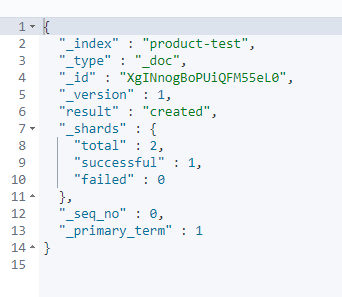 1 {
2 "_index" : "product-test",
3 "_type" : "_doc",
4 "_id" : "XgINnogBoPUiQFM55eL0",
5 "_version" : 1,
6 "result" : "created",
7 "_shards" : {
8 "total" : 2,
9 "successful" : 1,
10 "failed" : 0
11 },
12 "_seq_no" : 0,
13 "_primary_term" : 1
14 }
15